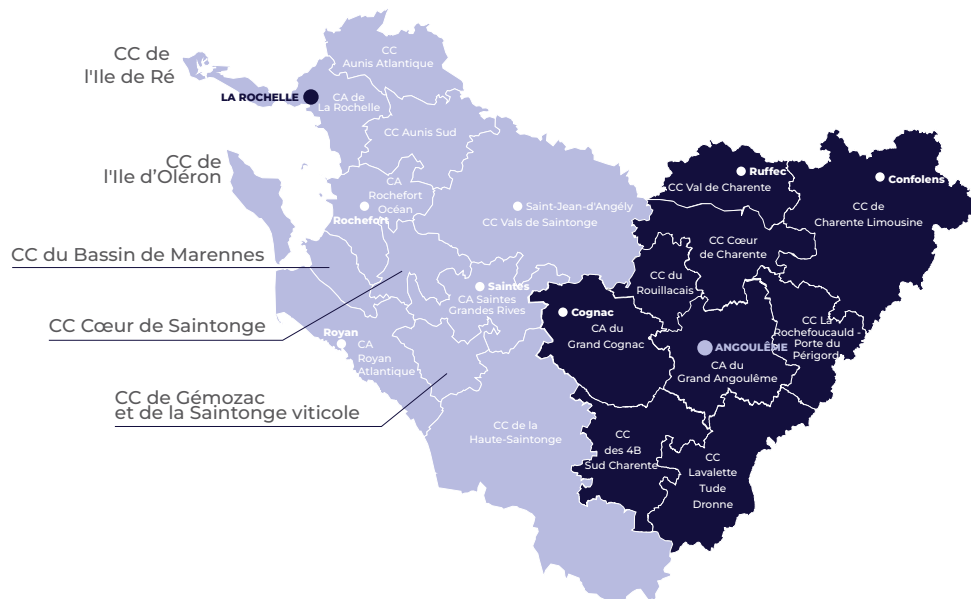 CC de
l'Ile de Ré
CC
Aunis Atlantique
LA ROCHELLE
CA de
La Rochelle
CC Aunis Sud
CC de
l'Ile d’Oléron
CA
Rochefort
Océan
Rochefort
Saint-Jean-d'Angély
CC Vals de Saintonge
Ruffec
CC Val de Charente
Confolens
CC de
Charente Limousine
CC du Bassin de Marennes
CC Cœur
de Charente
CC du
Rouillacais
Saintes
CA Saintes
Grandes Rives
CC Cœur de Saintonge
Cognac
CA du
Grand Cognac
CC La
Rochefoucauld -
Porte du
Périgord
ANGOULÊME
CA du
Grand Angoulême
Royan
CA
Royan
Atlantique
CC de Gémozac
et de la Saintonge viticole
CC de la
Haute-Saintonge
CC
des 4B
Sud Charente
CC
Lavalette
Tude
Dronne